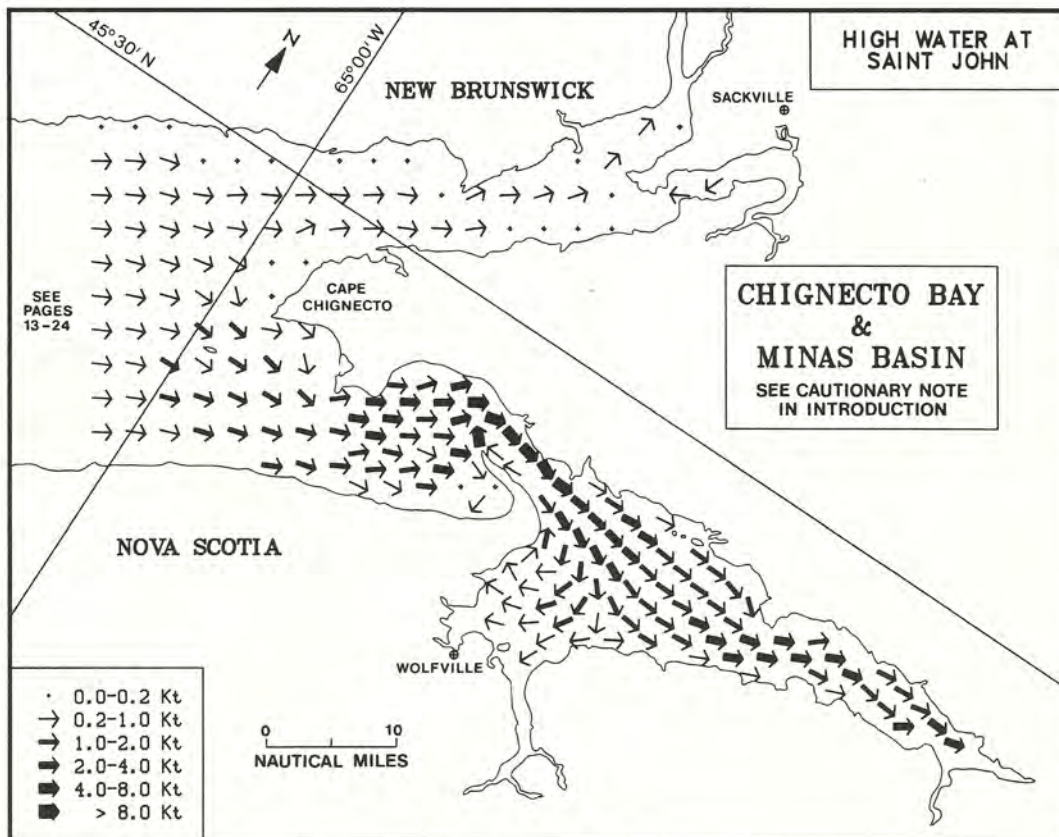 HIGH WATER AT
SAINT JOHN
45°30'N
N
65°00'W
NEW BRUNSWICK
SACKVILLE
SEE
PAGES
13-24
CAPE
CHIGNECTO
CHIGNECTO BAY
&
MINAS BASIN
SEE CAUTIONARY NOTE
IN INTRODUCTION
NOVA SCOTIA
WOLFVILLE
0.0-0.2 Kt
0.2-1.0 Kt
1.0-2.0 Kt
2.0-4.0 Kt
4.0-8.0 Kt
> 8.0 Kt
0 10
NAUTICAL MILES